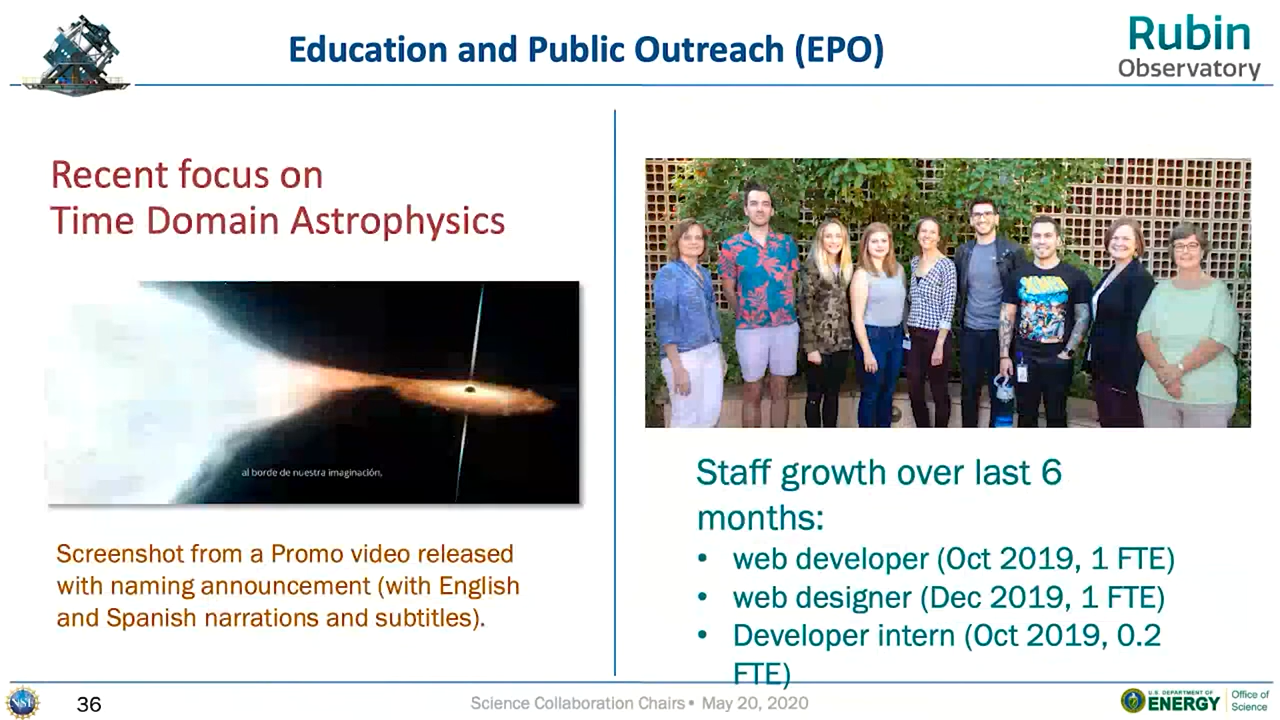 Education and Public Outreach (EPO)
Rubin
Observatory
Recent focus on
Time Domain Astrophysics
al borde de nuestra imaginación,
Screenshot from a Promo video released
with naming announcement (with English
and Spanish narrations and subtitles).
Staff growth over last 6
months:
• web developer (Oct 2019, 1 FTE)
• web designer (Dec 2019, 1 FTE)
• Developer intern (Oct 2019, 0.2
FTE)
NSF
36
Science Collaboration Chairs • May 20, 2020
U.S. DEPARTMENT OF
ENERGY
Office of
Science